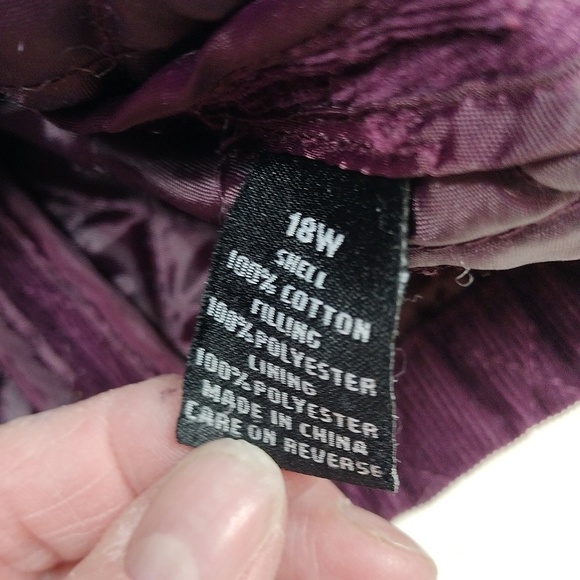 18W
SHELL
100% COTTON
FILLING
100%POLYESTER
LINING
100%POLYESTER
MADE IN CHINA
CARE ON REVERSE